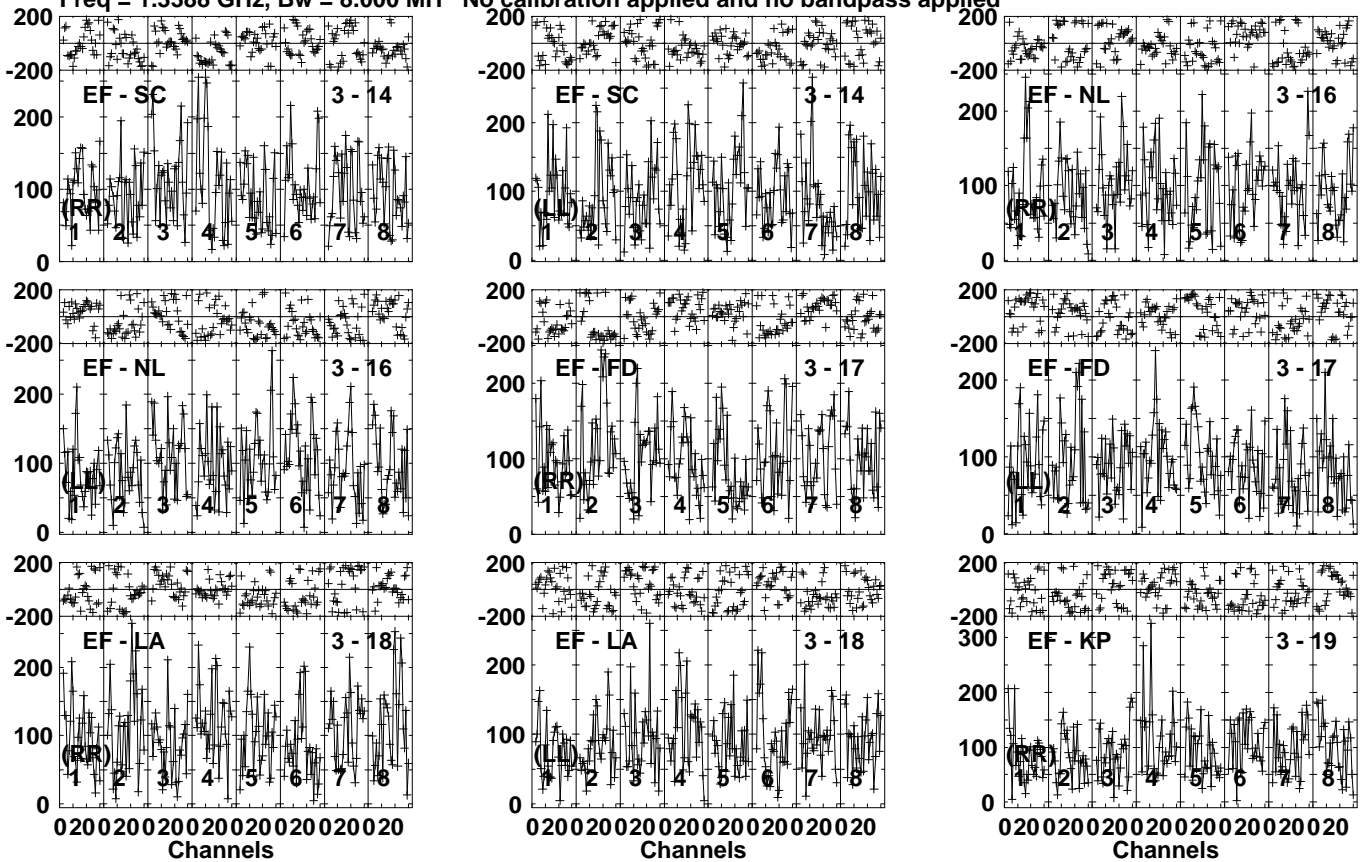 Freq = 1.3388 GHz, Bw = 8.000 MH No calibration applied and no bandpass applied
200 200 200
-200 -200 -200
EF - SC 3 - 14 EF - SC 3 - 14 EF - NL 3 - 16
200 200 200
100 100 100
(RR) (LL) (RR)
1 2 3 4 5 6 7 8 1 2 3 4 5 6 7 8 1 2 3 4 5 6 7 8
0 0 0
200 200 200
-200 -200 -200
EF - NL 3 - 16 EF - FD 3 - 17 EF - FD 3 - 17
200 200 200
100 100 100
(LL) (RR) (LL)
1 2 3 4 5 6 7 8 1 2 3 4 5 6 7 8 1 2 3 4 5 6 7 8
0 0 0
200 200 200
-200 -200 -200
EF - LA 3 - 18 EF - LA 3 - 18 EF - KP 3 - 19
300
200 200 200
100 100 100
(RR) (LL) (RR)
1 2 3 4 5 6 7 8 1 2 3 4 5 6 7 8 1 2 3 4 5 6 7 8
0 0 0
0 20 0 20 0 20 0 20 0 20 0 20 0 20 0 20 0 20 0 20 0 20 0 20 0 20 0 20 0 20 0 20 0 20 0 20 0 20 0 20 0 20 0 20 0 20 0 20
Channels Channels Channels